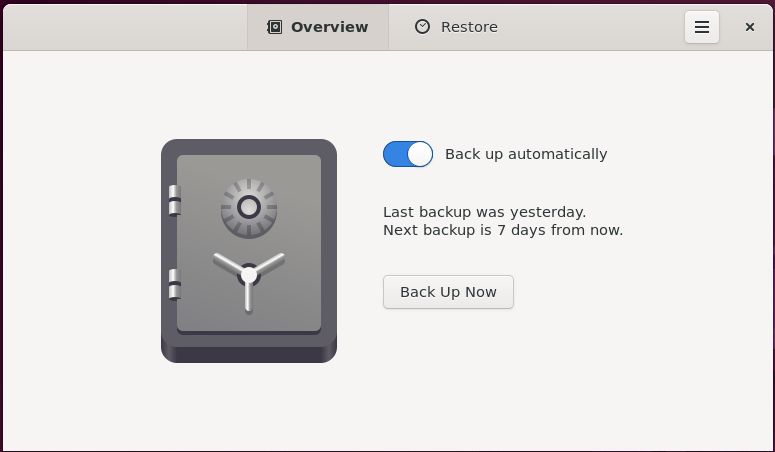 Overview
Restore
Back up automatically
Last backup was yesterday.
Next backup is 7 days from now.
Back Up Now